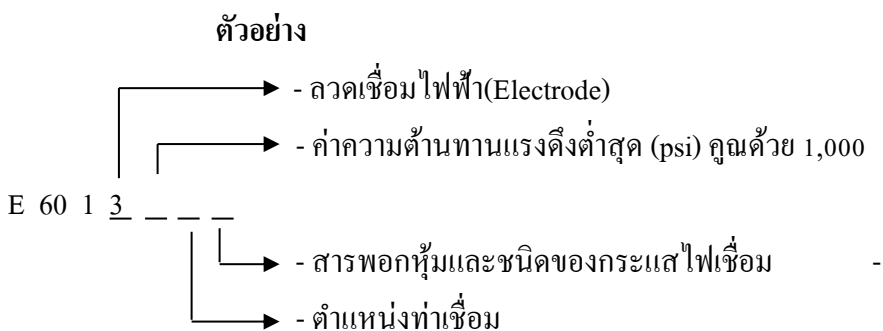 ตัวอย่าง
- ลวดเชื่อมไฟฟ้า(Electrode)
- ค่าความต้านทานแรงดึงต่ำสุด (psi) คูณด้วย 1,000
E 60 1 3 _ _ _
- สารพอกหุ้มและชนิดของกระแสไฟเชื่อม -
- ตำแหน่งท่าเชื่อม